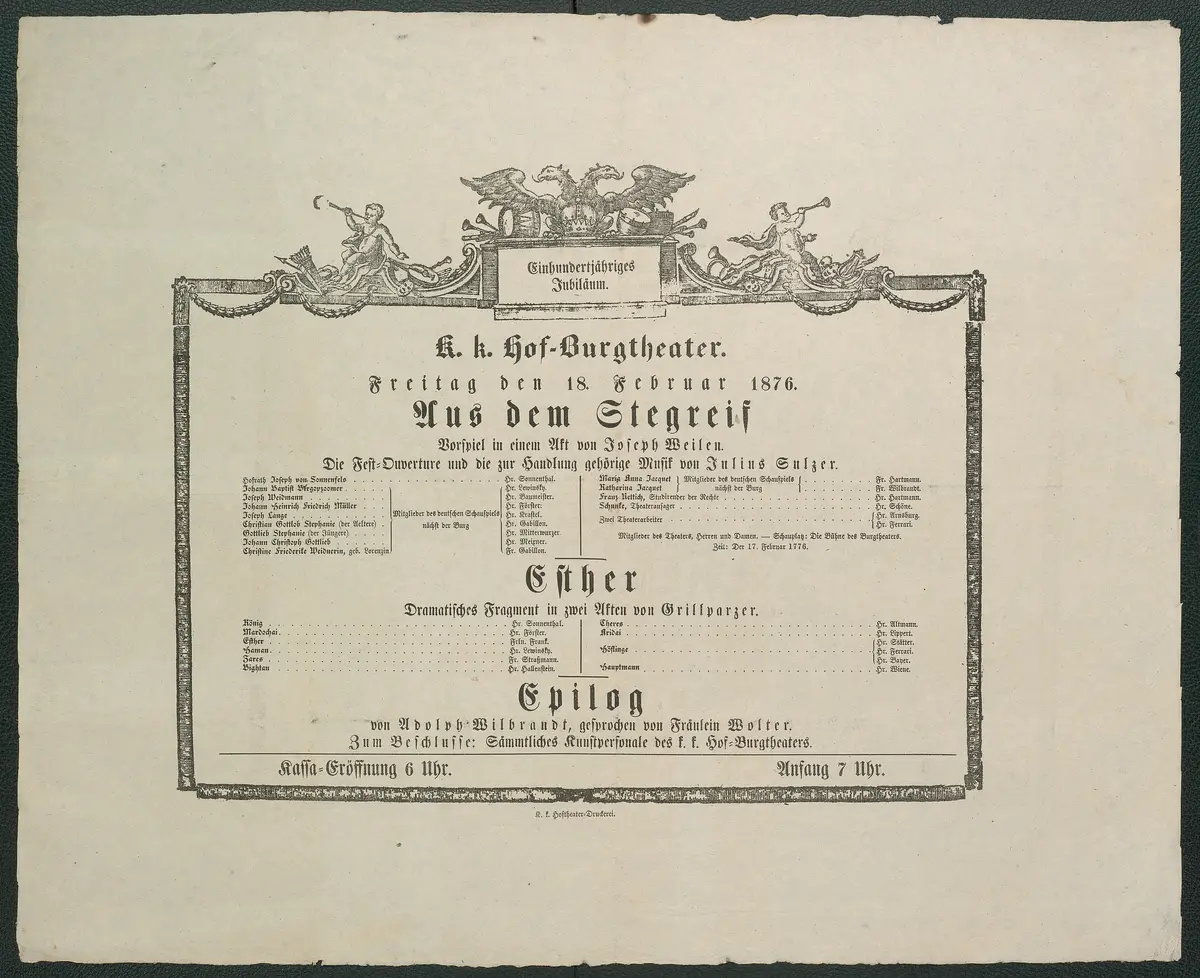 Einhundertjähriges
Jubiläum.
K. k. Hof-Burgtheater.
Freitag den 18. Februar 1876.
Aus dem Stegreif
Vorspiel in einem Akt von Joseph Weilen.
Die Fest-Ouverture und die zur Handlung gehörige Musik von Julius Sulzer.
Hofrath Joseph von Sonnenfels . . . Hr. Sonnenthal.
Johann Baptist Bergopzoomer . . . Hr. Lewinsky.
Joseph Weidmann . . . Hr. Baumeister.
Johann Heinrich Friedrich Müller . . . Hr. Förster.
Joseph Lange . . . Mitglieder des deutschen Schauspiels Hr. Krastel.
Christian Gottlob Stephanie (der Aeltere) nächst der Burg Hr. Gabillon.
Gottlieb Stephanie (der Jüngere) . . . Hr. Mitterwurzer.
Johann Christoph Gottlieb . . . Hr. Meixner.
Christine Friederike Weidnerin, geb. Lorenzin Fr. Gabillon.
Maria Anna Jacquet Mitglieder des deutschen Schauspiels . . . Fr. Hartmann.
Katharina Jacquet nächst der Burg . . . Fr. Wilbrandt.
Franz Rettich, Studirender der Rechte . . . Hr. Hartmann.
Schunke, Theateransager . . . Hr. Schöne.
Zwei Theaterarbeiter . . . Hr. Arnsburg.
Hr. Ferrari.
Mitglieder des Theaters, Herren und Damen. — Schauplatz: Die Bühne des Burgtheaters.
Zeit: Der 17. Februar 1776.
Esther
Dramatisches Fragment in zwei Akten von Grillparzer.
König . . . Hr. Sonnenthal.
Mardochai . . . Hr. Förster.
Esther . . . Frln. Frank.
Haman . . . Hr. Lewinsky.
Zares . . . Fr. Straßmann.
Bightan . . . Hr. Hallenstein.
Theres . . . Hr. Altmann.
Aridai . . . Hr. Lippert.
Höflinge . . . Hr. Stätter.
Hr. Ferrari.
Hr. Bayer.
Hauptmann . . . Hr. Wiene.
Epilog
von Adolph Wilbrandt, gesprochen von Fräulein Wolter.
Zum Beschlusse: Sämmtliches Kunstpersonale des k. k. Hof-Burgtheaters.
Kassa-Eröffnung 6 Uhr. Anfang 7 Uhr.
K. k. Hoftheater-Druckerei.